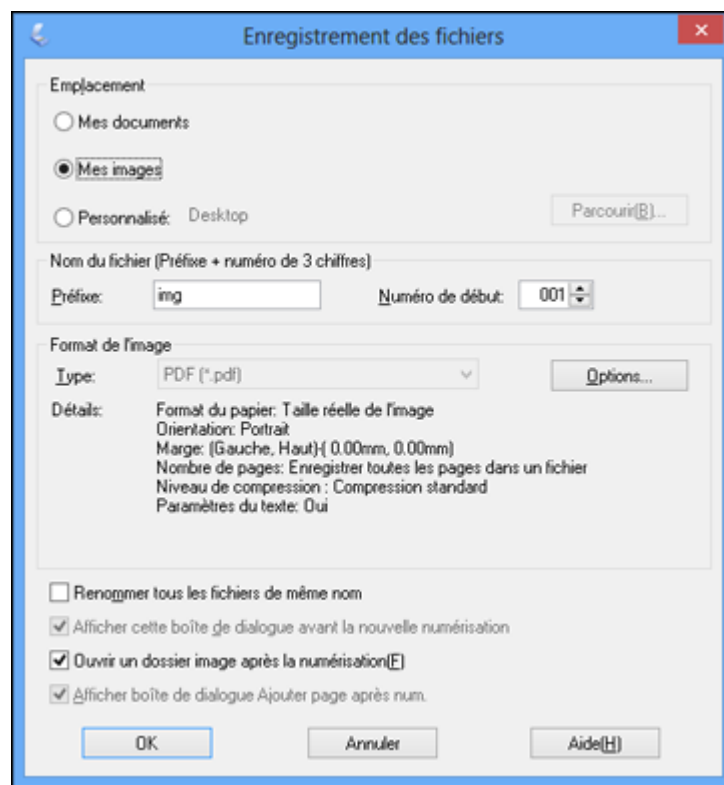 Enregistrement des fichiers
Emplacement
Mes documents
Mes images
Personnalisé: Desktop Parcourir(B)...
Nom du fichier (Préfixe + numéro de 3 chiffres)
Préfixe: img Numéro de début: 001
Format de l'image
Type: PDF (*.pdf) Options...
Détails: Format du papier: Taille réelle de l'image
Orientation: Portrait
Marge: (Gauche, Haut)-( 0.00mm, 0.00mm)
Nombre de pages: Enregistrer toutes les pages dans un fichier
Niveau de compression : Compression standard
Paramètres du texte: Oui
Renommer tous les fichiers de même nom
Afficher cette boîte de dialogue avant la nouvelle numérisation
Ouvrir un dossier image après la numérisation(F)
Afficher boîte de dialogue Ajouter page après num.
OK Annuler Aide(H)